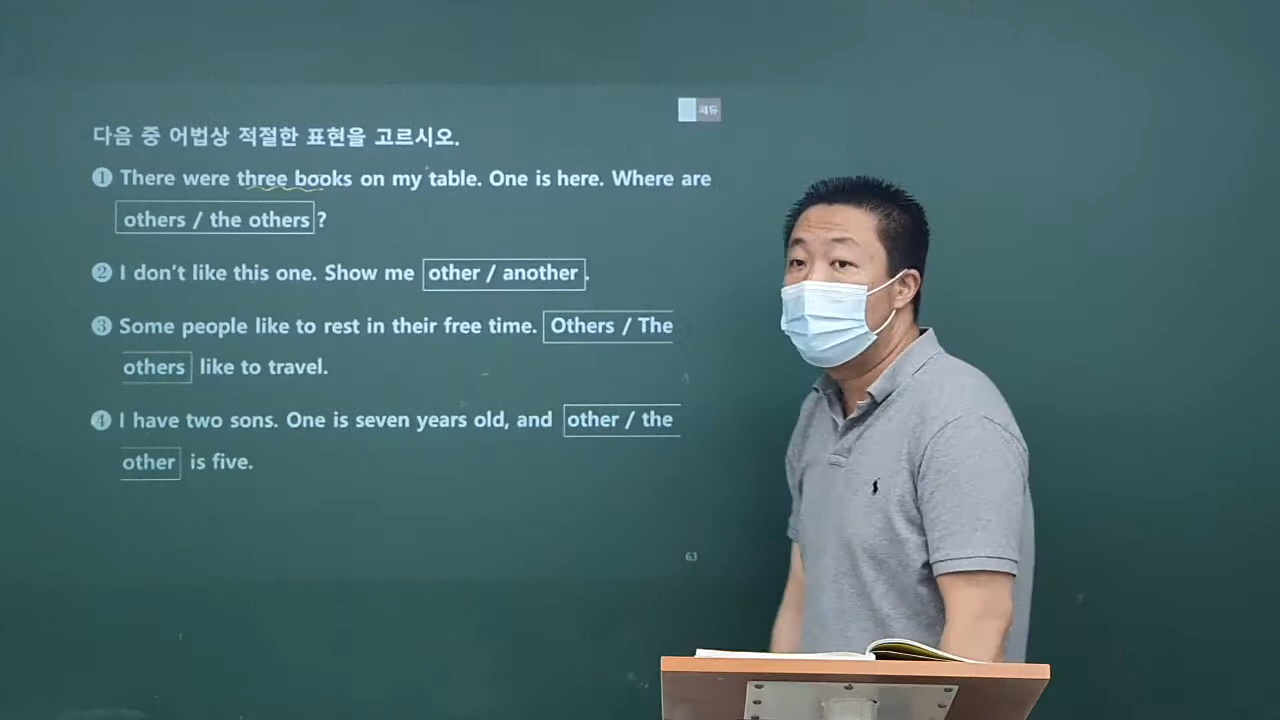 쎄듀
다음 중 어법상 적절한 표현을 고르시오.
❶ There were three books on my table. One is here. Where are
others / the others ?
❷ I don't like this one. Show me other / another .
❸ Some people like to rest in their free time. Others / The
others like to travel.
❹ I have two sons. One is seven years old, and other / the
other is five.
63